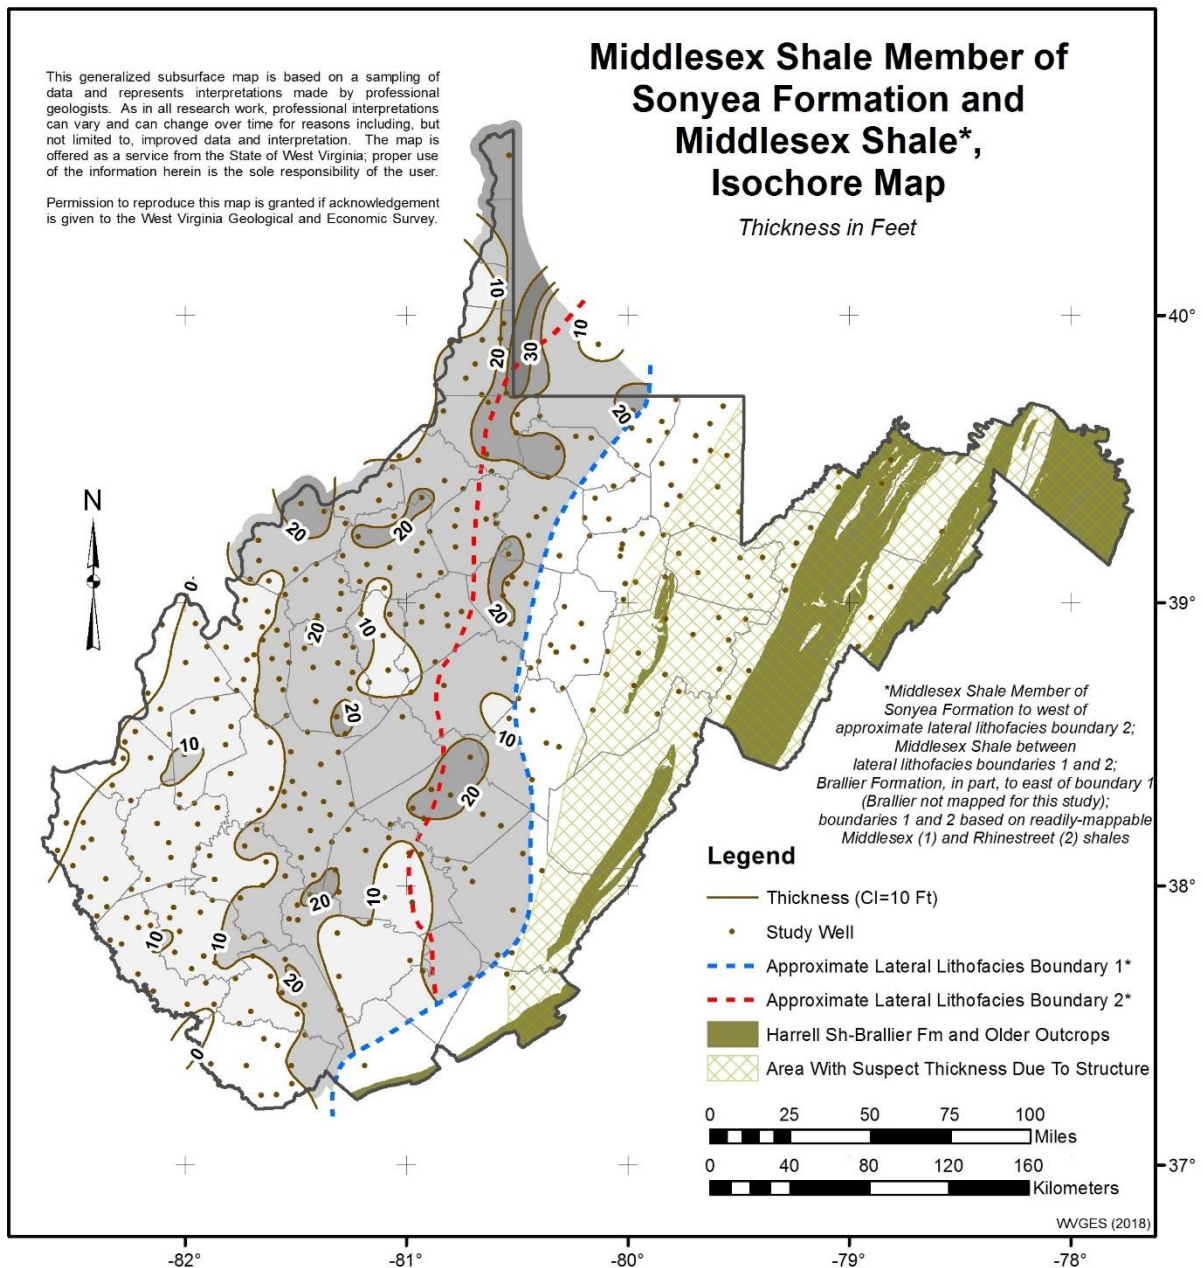 Middlesex Shale Member of
Sonyea Formation and
Middlesex Shale*,
Isochore Map
Thickness in Feet
This generalized subsurface map is based on a sampling of
data and represents interpretations made by professional
geologists. As in all research work, professional interpretations
can vary and can change over time for reasons including, but
not limited to, improved data and interpretation. The map is
offered as a service from the State of West Virginia; proper use
of the information herein is the sole responsibility of the user.
Permission to reproduce this map is granted if acknowledgement
is given to the West Virginia Geological and Economic Survey.
10
20
30
10
20
N
20
20
0
20
10
20
20
10
10
20
20
10
10
10
20
0
40°
39°
38°
37°
*Middlesex Shale Member of
Sonyea Formation to west of
approximate lateral lithofacies boundary 2;
Middlesex Shale between
lateral lithofacies boundaries 1 and 2;
Brallier Formation, in part, to east of boundary 1
(Brallier not mapped for this study);
boundaries 1 and 2 based on readily-mappable
Middlesex (1) and Rhinestreet (2) shales
Legend
Thickness (CI=10 Ft)
Study Well
Approximate Lateral Lithofacies Boundary 1*
Approximate Lateral Lithofacies Boundary 2*
Harrell Sh-Brallier Fm and Older Outcrops
Area With Suspect Thickness Due To Structure
0 25 50 75 100
Miles
0 40 80 120 160
Kilometers
WVGES (2018)
-82° -81° -80° -79° -78°